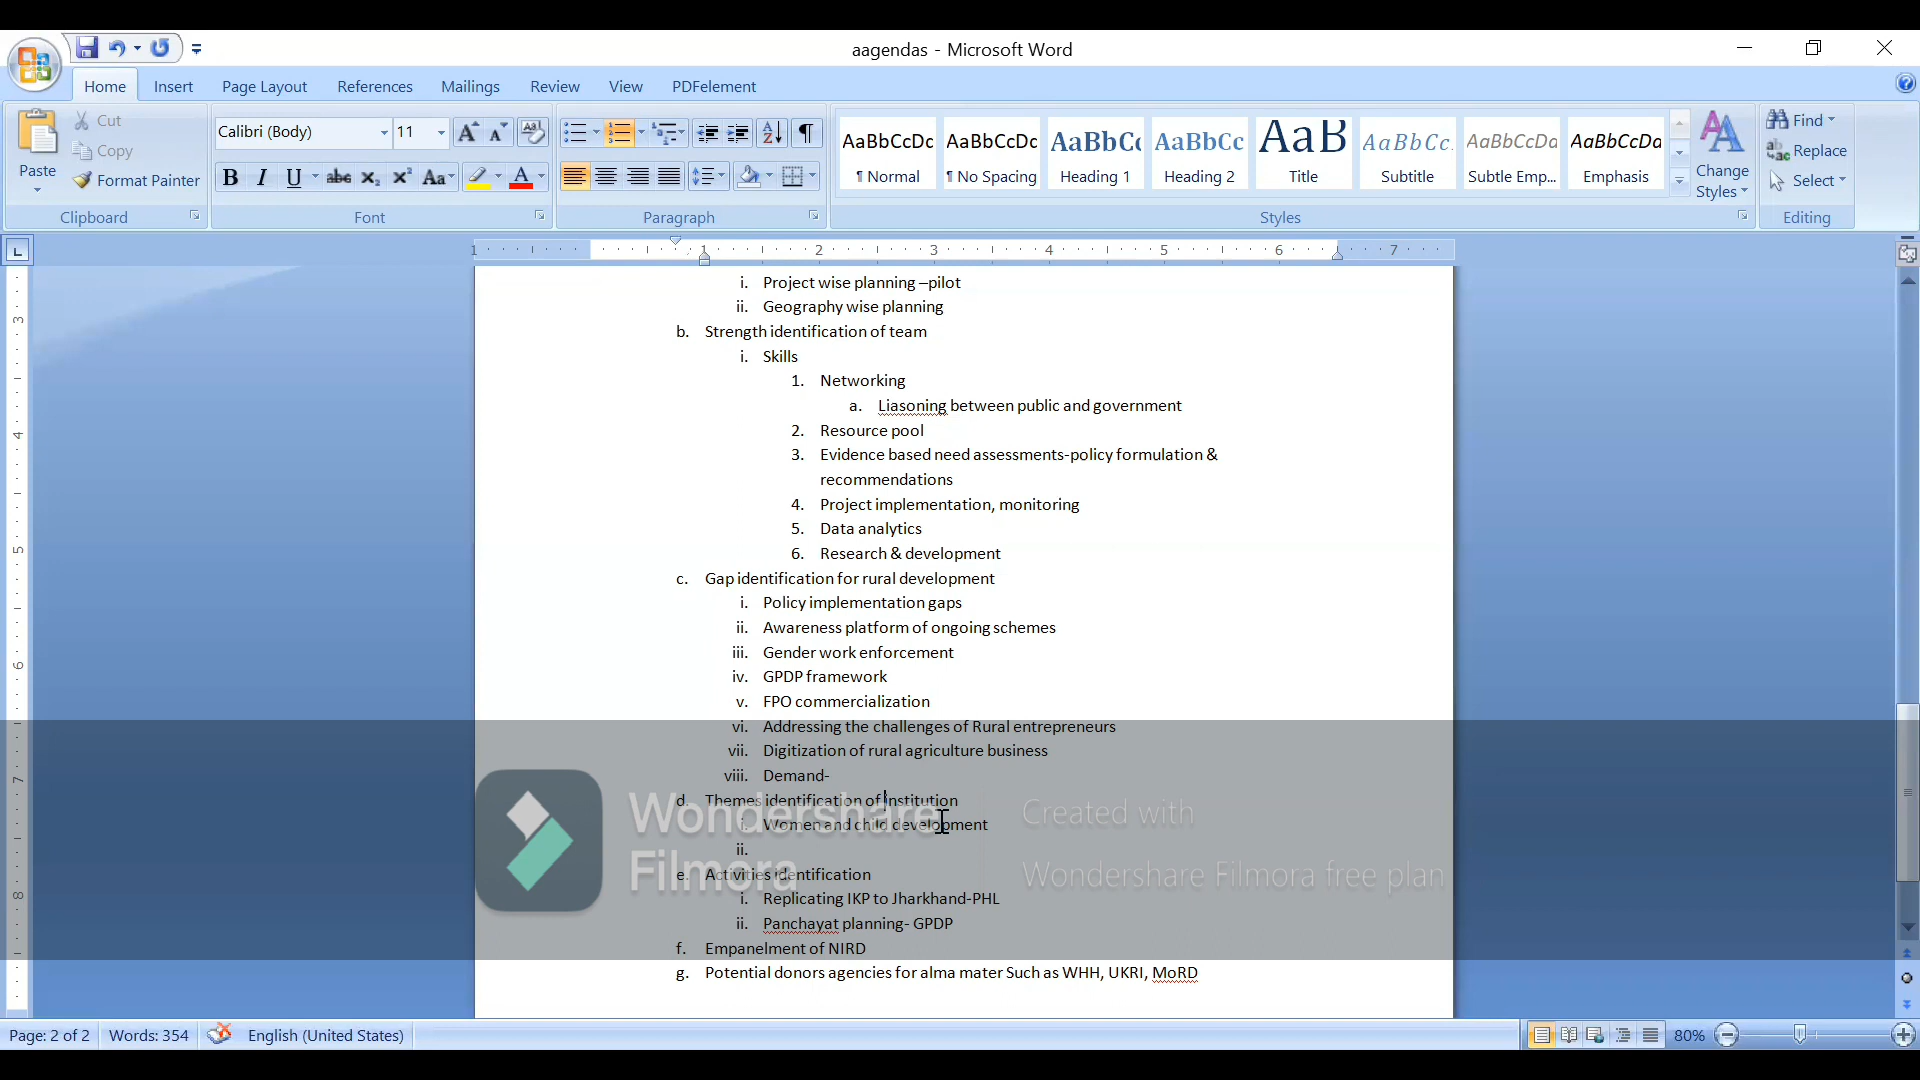 aagendas - Microsoft Word
Home Insert Page Layout References Mailings Review View PDFelement
Paste
Cut
Copy
Format Painter
Clipboard
Calibri (Body) 11
Font
Paragraph
AaBbCcDc AaBbCcDc AaBbCc AaBbCc AaB AaBbCc. AaBbCcDa AaBbCcDa
¶ Normal ¶ No Spacing Heading 1 Heading 2 Title Subtitle Subtle Emp... Emphasis
Change Styles
Styles
Find
Replace
Select
Editing
1 1 2 3 4 5 6 7
i. Project wise planning –pilot
ii. Geography wise planning
b. Strength identification of team
i. Skills
1. Networking
a. Liasoning between public and government
2. Resource pool
3. Evidence based need assessments-policy formulation &
recommendations
4. Project implementation, monitoring
5. Data analytics
6. Research & development
c. Gap identification for rural development
i. Policy implementation gaps
ii. Awareness platform of ongoing schemes
iii. Gender work enforcement
iv. GPDP framework
v. FPO commercialization
vi. Addressing the challenges of Rural entrepreneurs
vii. Digitization of rural agriculture business
viii. Demand-
d. Themes identification of institution
i. Women and child development
ii.
e. Activities identification
i. Replicating IKP to Jharkhand-PHL
ii. Panchayat planning- GPDP
f. Empanelment of NIRD
g. Potential donors agencies for alma mater Such as WHH, UKRI, MoRD
Wondershare
Filmora
Created with
Wondershare Filmora free plan
Page: 2 of 2 Words: 354 English (United States) 80%